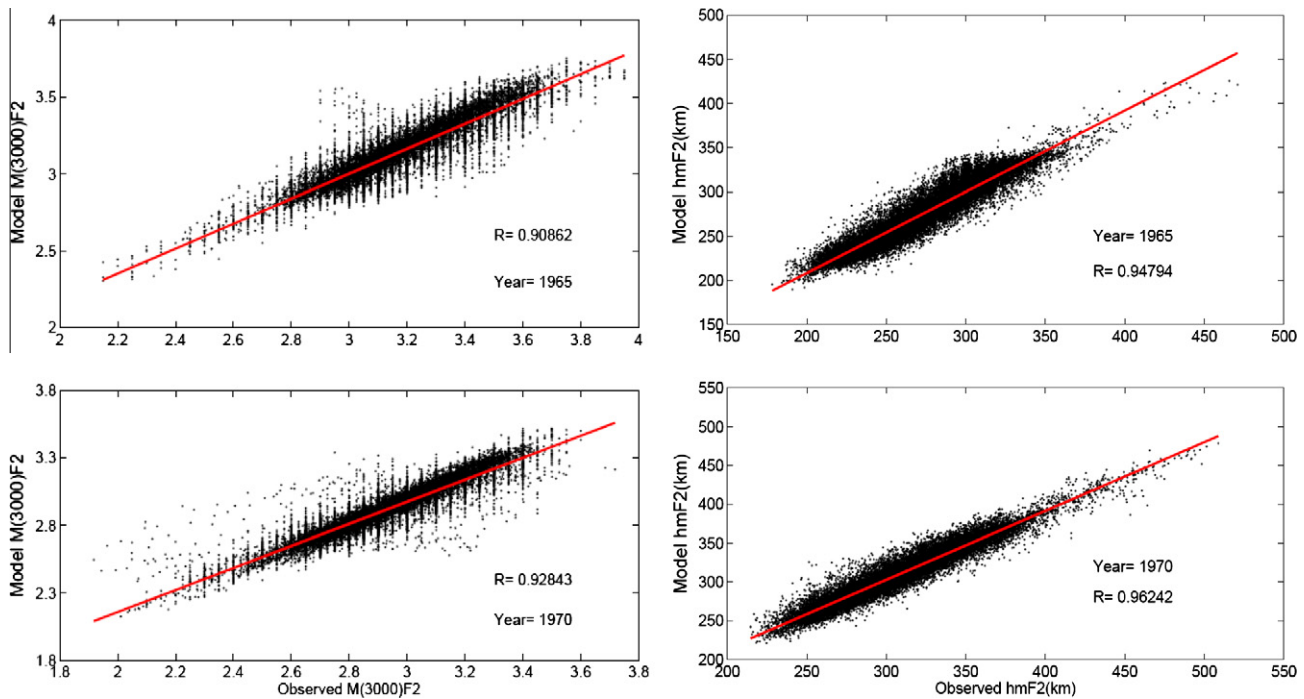 4
3.5
3
2.5
2
Model M(3000)F2
R= 0.90862
Year= 1965
2 2.2 2.4 2.6 2.8 3.0 3.2 3.4 3.6 3.8 4
500
450
400
350
300
250
200
150
Model hmF2(km)
Year= 1965
R= 0.94794
150 200 250 300 350 400 450 500
3.8
3.3
2.8
2.3
1.8
Model M(3000)F2
R= 0.92843
Year= 1970
1.8 2 2.2 2.4 2.6 2.8 3.0 3.2 3.4 3.6 3.8
Observed M(3000)F2
550
500
450
400
350
300
250
200
Model hmF2(km)
Year= 1970
R= 0.96242
200 250 300 350 400 450 500 550
Observed hmF2(km)